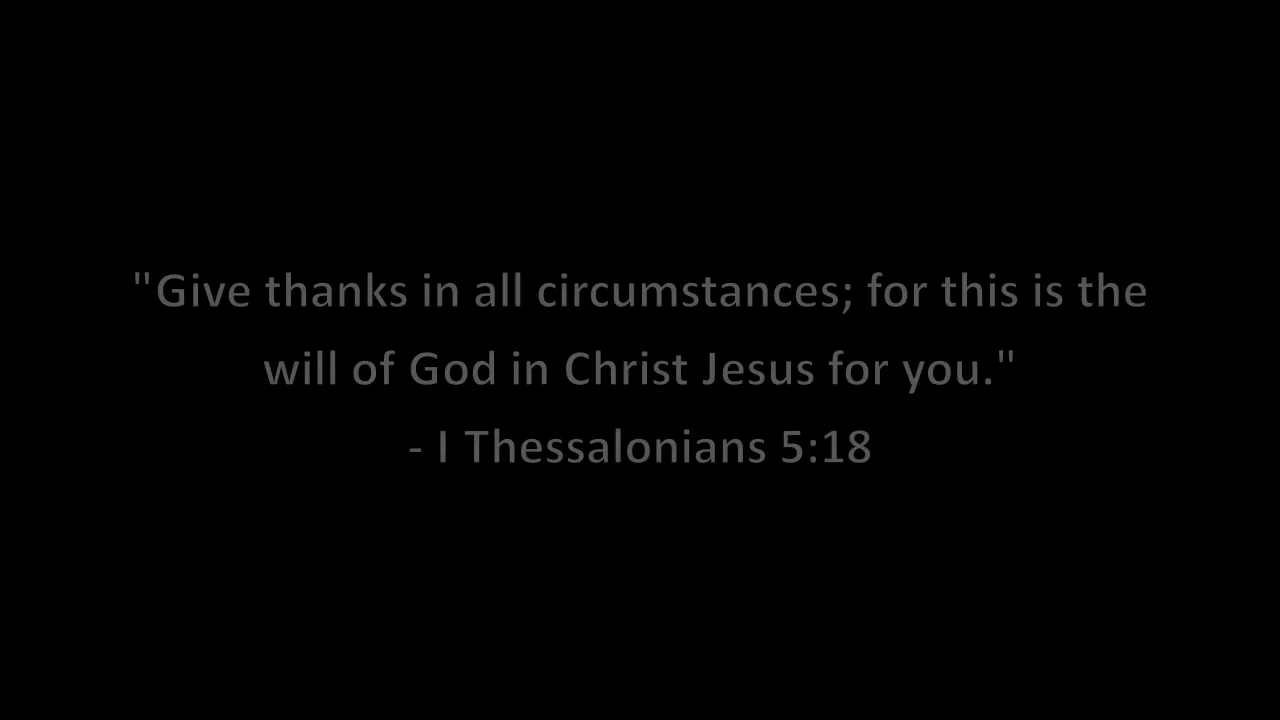 "Give thanks in all circumstances; for this is the
will of God in Christ Jesus for you."
- I Thessalonians 5:18